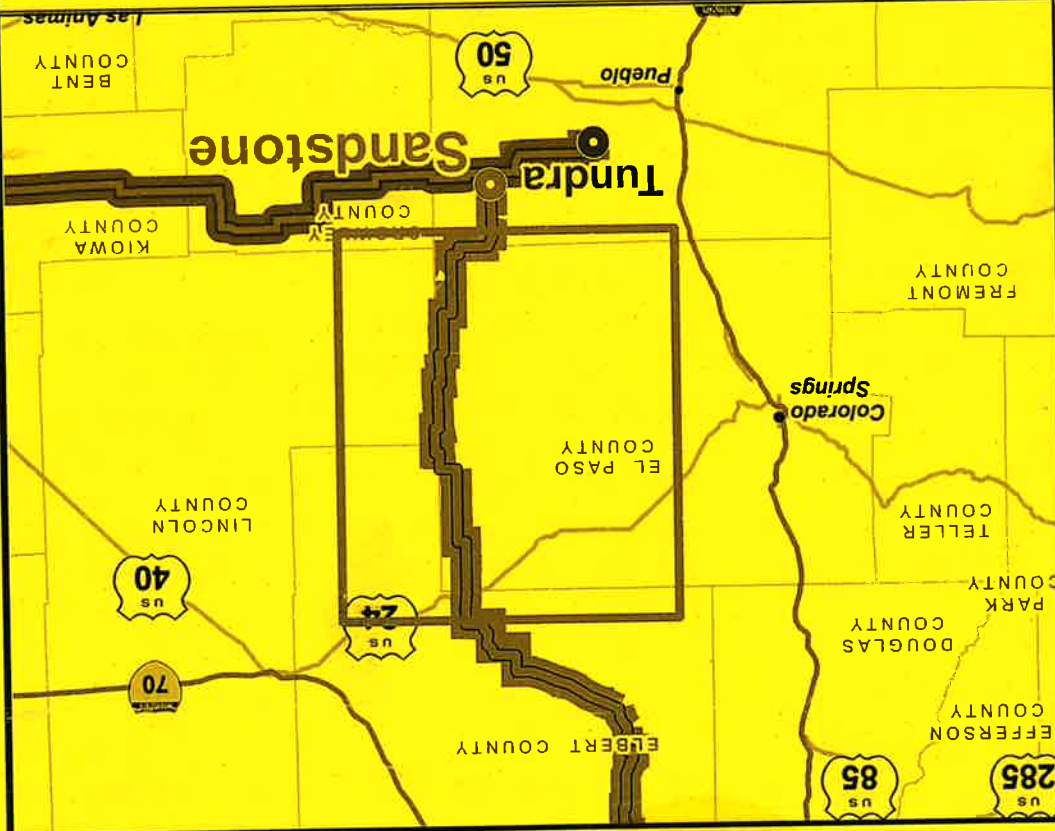 US
285
US
85
EFFERSON
COUNTY
ELBERT COUNTY
70
DOUGLAS
COUNTY
PARK
COUNTY
US
24
US
40
TELLER
COUNTY
LINCOLN
COUNTY
EL PASO
COUNTY
Colorado
Springs
FREMONT
COUNTY
KIOWA
COUNTY
COUNTY
Tundra
Sandstone
Pueblo
US
50
BENT
COUNTY
Las Animas